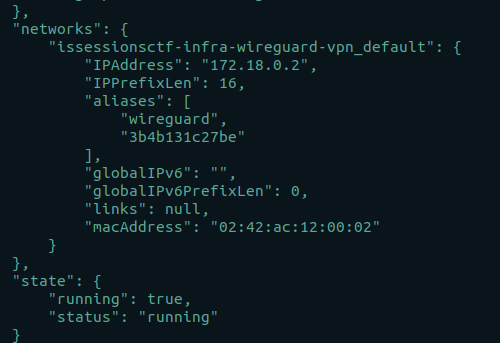 },
"networks": {
"issessionsctf-infra-wireguard-vpn_default": {
"IPAddress": "172.18.0.2",
"IPPrefixLen": 16,
"aliases": [
"wireguard",
"3b4b131c27be"
],
"globalIPv6": "",
"globalIPv6PrefixLen": 0,
"links": null,
"macAddress": "02:42:ac:12:00:02"
}
},
"state": {
"running": true,
"status": "running"
}